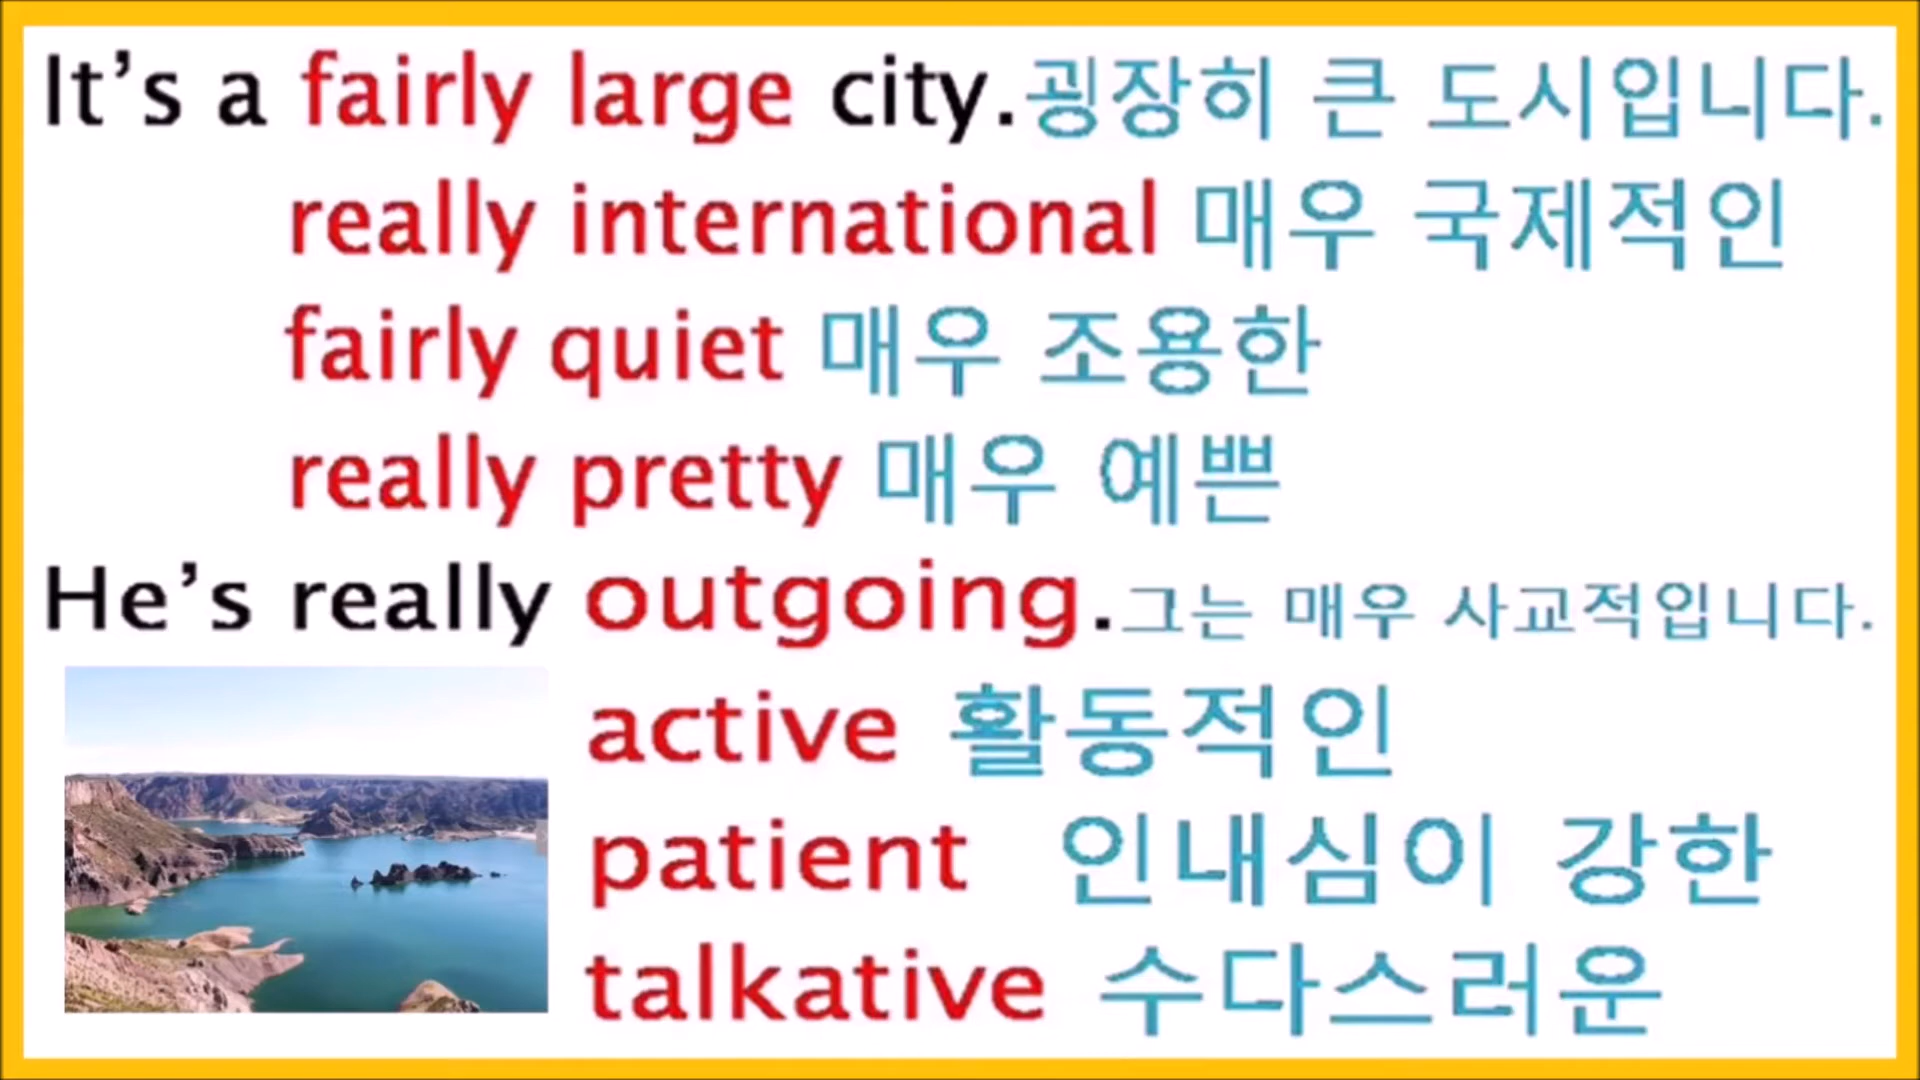 It’s a fairly large city.굉장히 큰 도시입니다.
really international 매우 국제적인
fairly quiet 매우 조용한
really pretty 매우 예쁜
He’s really outgoing.그는 매우 사교적입니다.
active 활동적인
patient 인내심이 강한
talkative 수다스러운